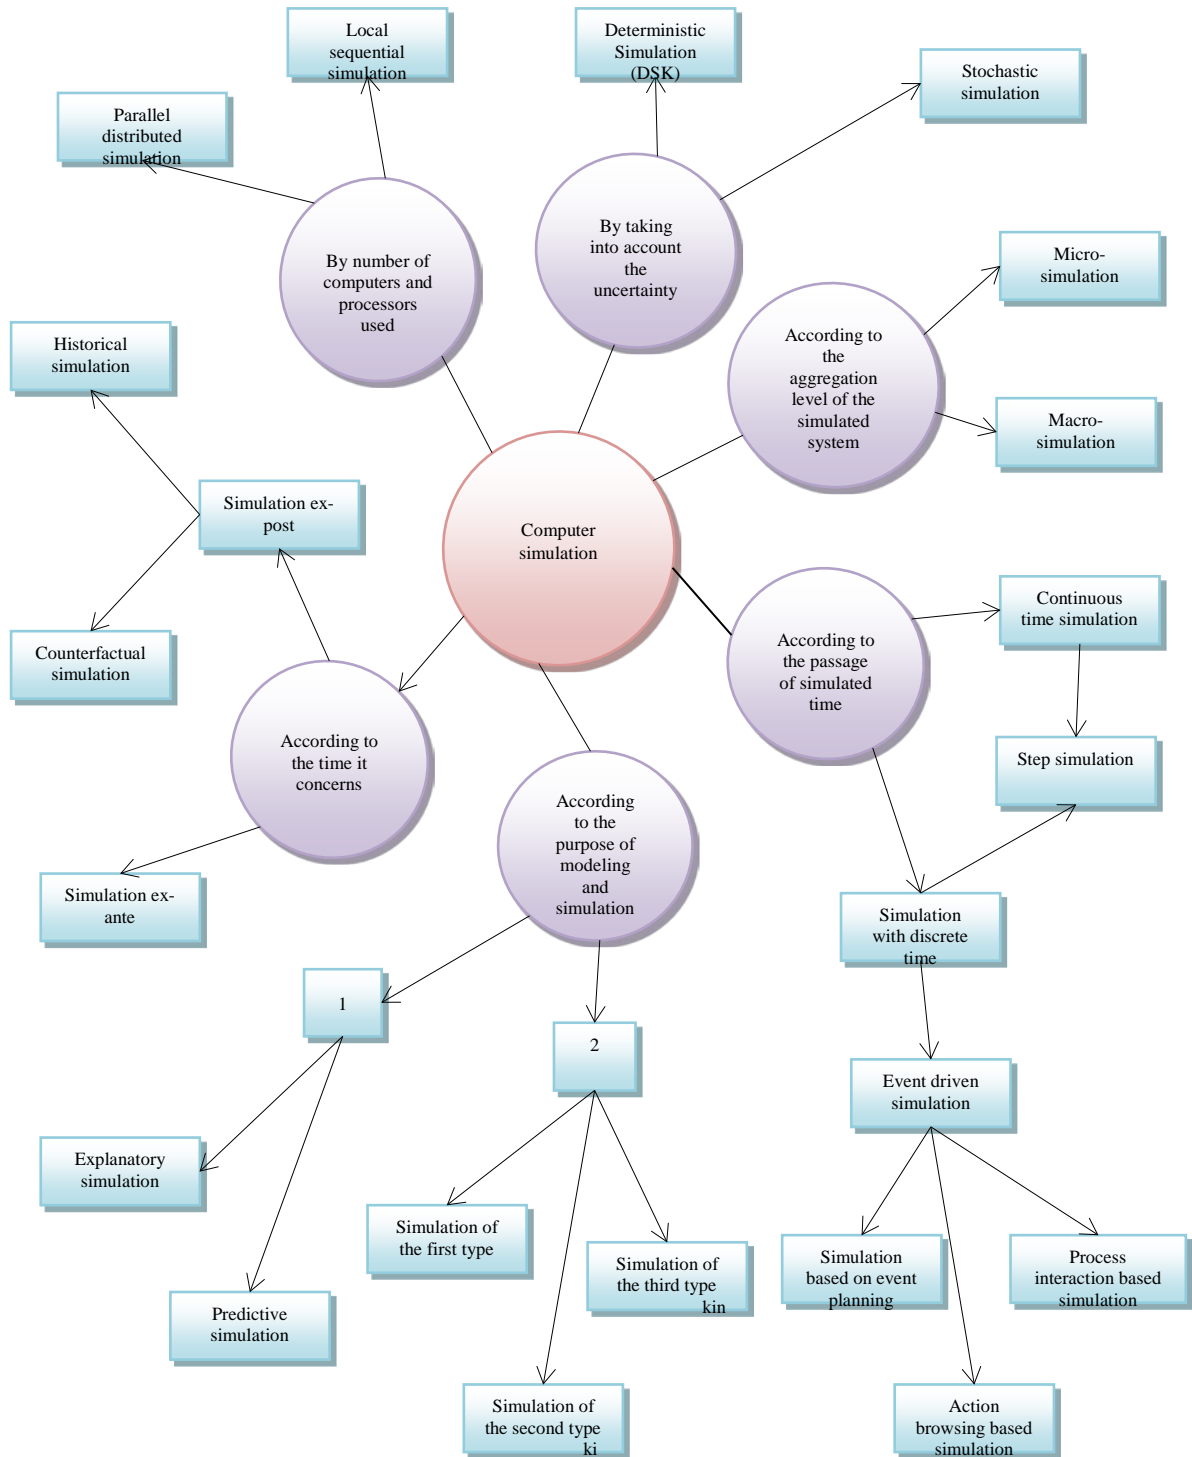 Local
sequential
simulation
Deterministic
Simulation
(DSK)
Stochastic
simulation
Parallel
distributed
simulation
By number of
computers and
processors
used
By taking
into account
the
uncertainty
Micro-
simulation
According to
the
aggregation
level of the
simulated
system
Historical
simulation
Macro-
simulation
Simulation ex-
post
Computer
simulation
Continuous
time simulation
Counterfactual
simulation
According to
the passage
of simulated
time
According to
the time it
concerns
Step simulation
According
to the
purpose of
modeling
and
simulation
Simulation ex-
ante
Simulation
with discrete
time
1
2
Event driven
simulation
Explanatory
simulation
Simulation of
the first type
Simulation of
the third type
kin
Simulation
based on event
planning
Process
interaction based
simulation
Predictive
simulation
Simulation of
the second type
ki
Action
browsing based
simulation